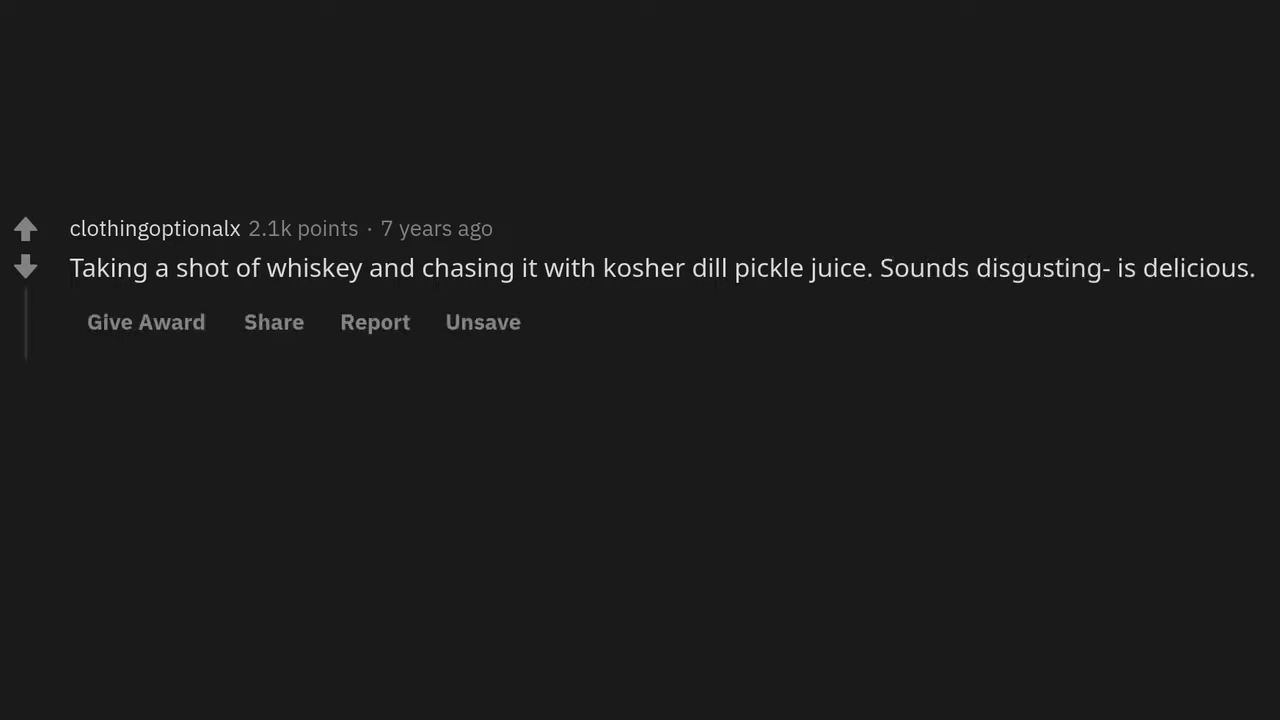 clothingoptionalx 2.1k points · 7 years ago
Taking a shot of whiskey and chasing it with kosher dill pickle juice. Sounds disgusting- is delicious.
Give Award Share Report Unsave